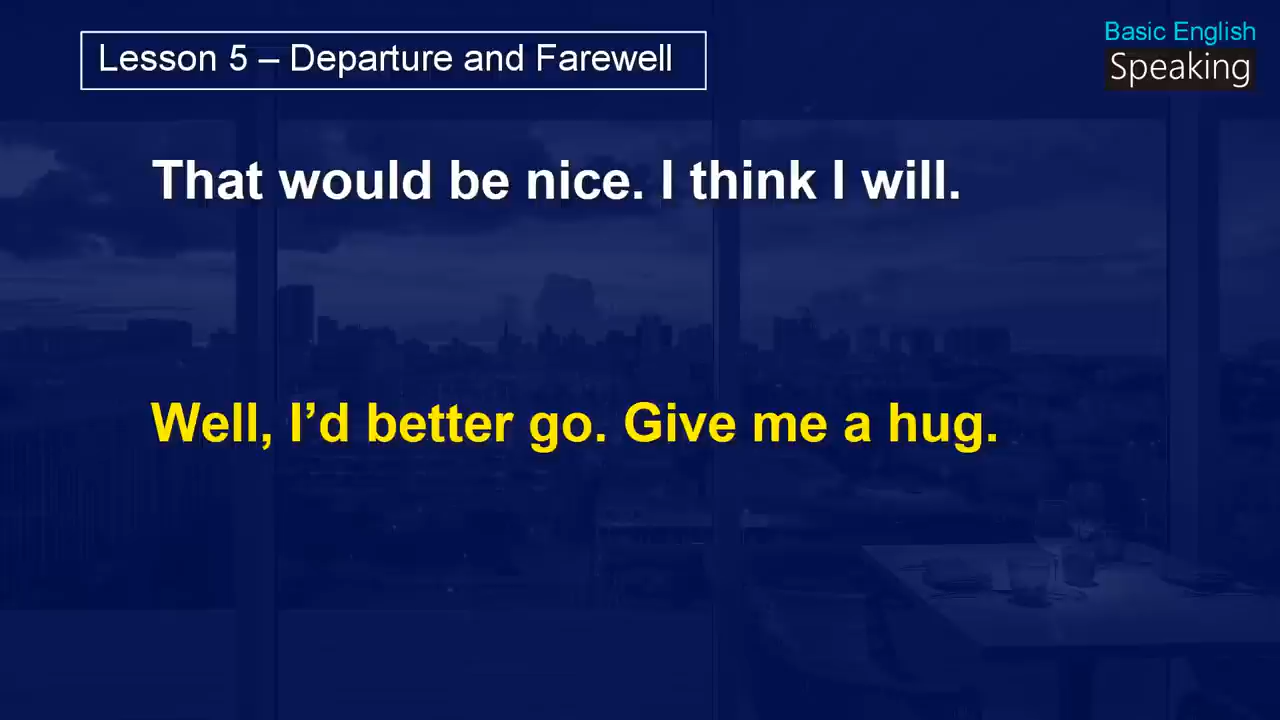 Lesson 5 – Departure and Farewell
Basic English
Speaking
That would be nice. I think I will.
Well, I’d better go. Give me a hug.